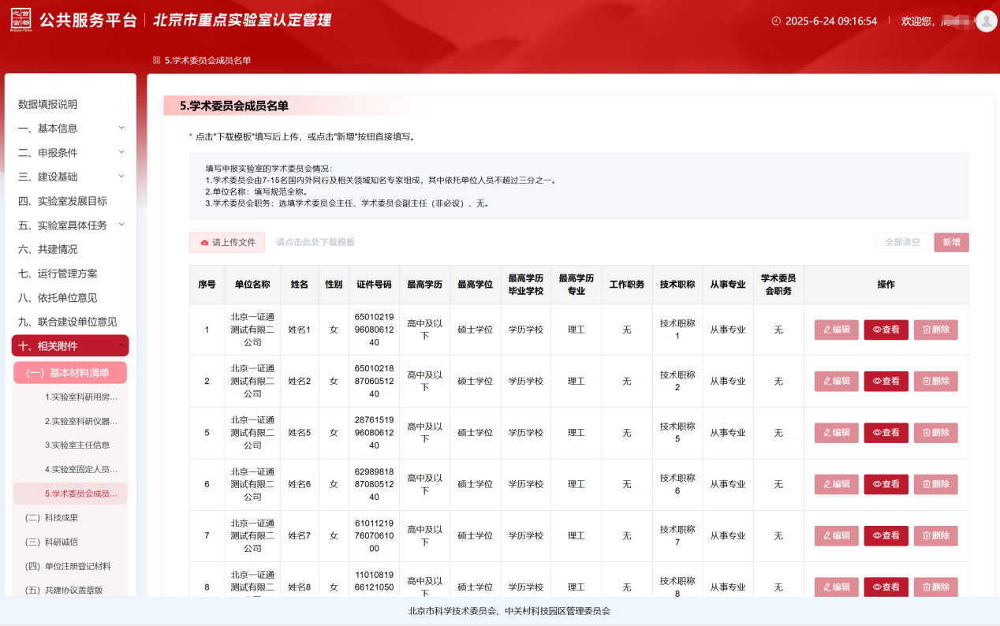 首都之窗
Beijing-China
公共服务平台
北京市重点实验室认定管理
2025-6-24 09:16:54
欢迎您，
5.学术委员会成员名单
数据填报说明
一、基本信息
二、申报条件
三、建设基础
四、实验室发展目标
五、实验室具体任务
六、共建情况
七、运行管理方案
八、依托单位意见
九、联合建设单位意见
十、相关附件
（一）基本材料清单
1.实验室科研用房...
2.实验室科研仪器...
3.实验室主任信息
4.实验室固定人员...
5.学术委员会成员...
（二）科技成果
（三）科研诚信
（四）单位注册登记材料
（五）共建协议盖章版
5.学术委员会成员名单
* 点击"下载模板"填写后上传，或点击"新增"按钮直接填写。
填写申报实验室的学术委员会情况：
1.学术委员会由7-15名国内外同行及相关领域知名专家组成，其中依托单位人员不超过三分之一。
2.单位名称：填写规范全称。
3.学术委员会职务：选填学术委员会主任、学术委员会副主任（非必设）、无。
请上传文件 请点击此处下载模板 全部清空 新增
序号 单位名称 姓名 性别 证件号码 最高学历 最高学位 最高学历毕业学校 最高学历专业 工作职务 技术职称 从事专业 学术委员会职务 操作
1 北京一证通测试有限二公司 姓名1 女 650102199608061240 高中及以下 硕士学位 学历学校 理工 无 技术职称1 从事专业 无 编辑 查看 删除
2 北京一证通测试有限二公司 姓名2 女 650102188706051240 高中及以下 硕士学位 学历学校 理工 无 技术职称2 从事专业 无 编辑 查看 删除
5 北京一证通测试有限二公司 姓名5 女 287615199608061240 高中及以下 硕士学位 学历学校 理工 无 技术职称5 从事专业 无 编辑 查看 删除
6 北京一证通测试有限二公司 姓名6 女 629898188708051240 高中及以下 硕士学位 学历学校 理工 无 技术职称6 从事专业 无 编辑 查看 删除
7 北京一证通测试有限二公司 姓名7 女 610112197607061000 高中及以下 硕士学位 学历学校 理工 无 技术职称7 从事专业 无 编辑 查看 删除
8 北京一证通测试有限二 姓名8 女 1101081966121050 高中及以下 硕士学位 学历学校 理工 无 技术职称8 从事专业 无 编辑 查看 删除
北京市科学技术委员会、中关村科技园区管理委员会